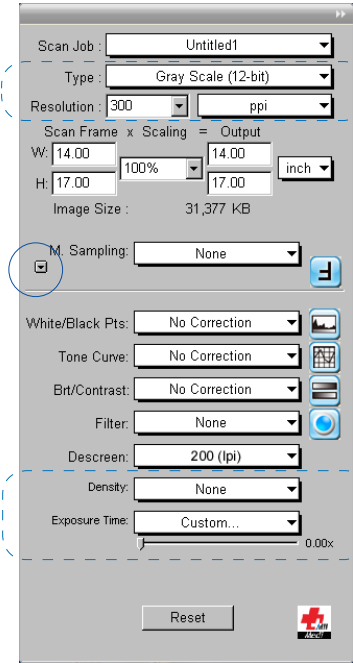 Scan Job : Untitled1
Type : Gray Scale (12-bit)
Resolution : 300 ppi
Scan Frame x Scaling = Output
W: 14.00 100% 14.00 inch
H: 17.00 17.00
Image Size : 31,377 KB
M. Sampling: None
White/Black Pts: No Correction
Tone Curve: No Correction
Brt/Contrast: No Correction
Filter: None
Descreen: 200 (lpi)
Density: None
Exposure Time: Custom...
0.00x
Reset
Medi